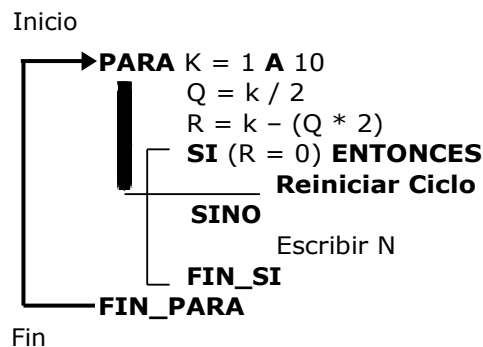 Inicio
PARA K = 1 A 10
Q = k / 2
R = k – (Q * 2)
SI (R = 0) ENTONCES
Reiniciar Ciclo
SINO
Escribir N
FIN_SI
FIN_PARA
Fin